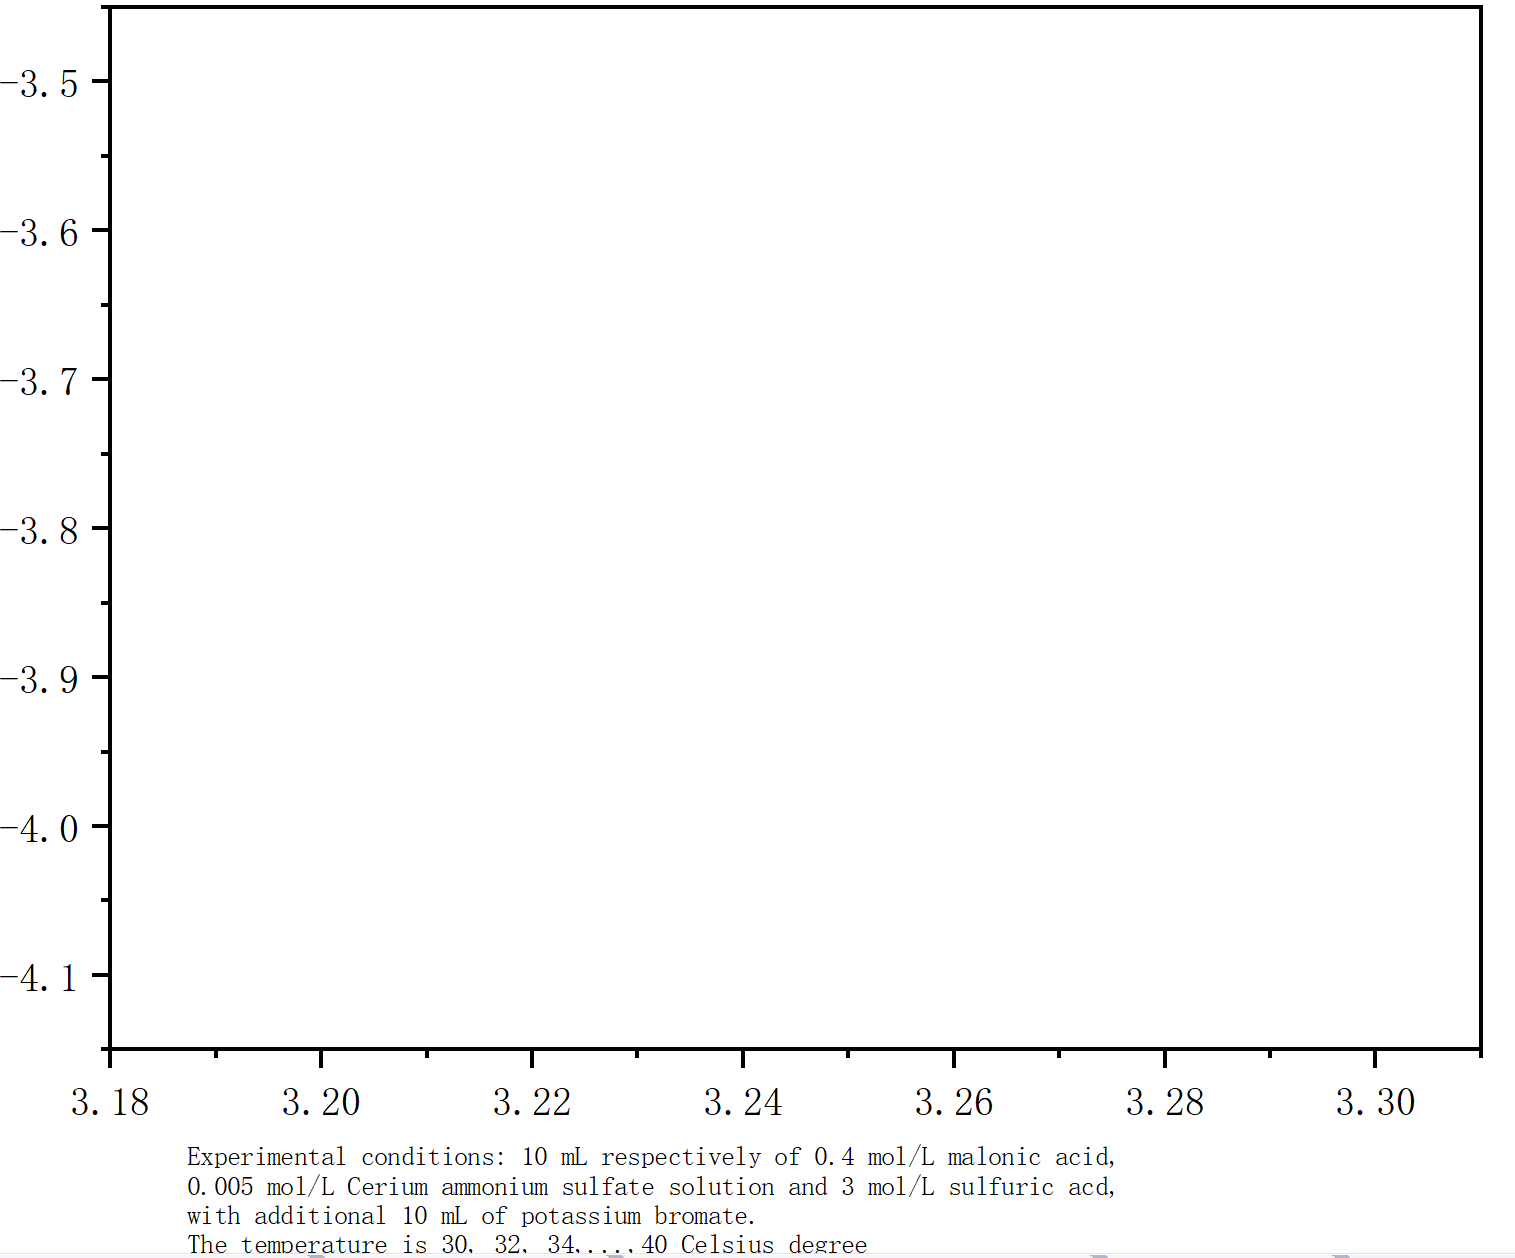 -3.5
-3.6
-3.7
-3.8
-3.9
-4.0
-4.1
3.18 3.20 3.22 3.24 3.26 3.28 3.30
Experimental conditions: 10 mL respectively of 0.4 mol/L malonic acid,
0.005 mol/L Cerium ammonium sulfate solution and 3 mol/L sulfuric acd,
with additional 10 mL of potassium bromate.
The temperature is 30, 32, 34,...,40 Celsius degree